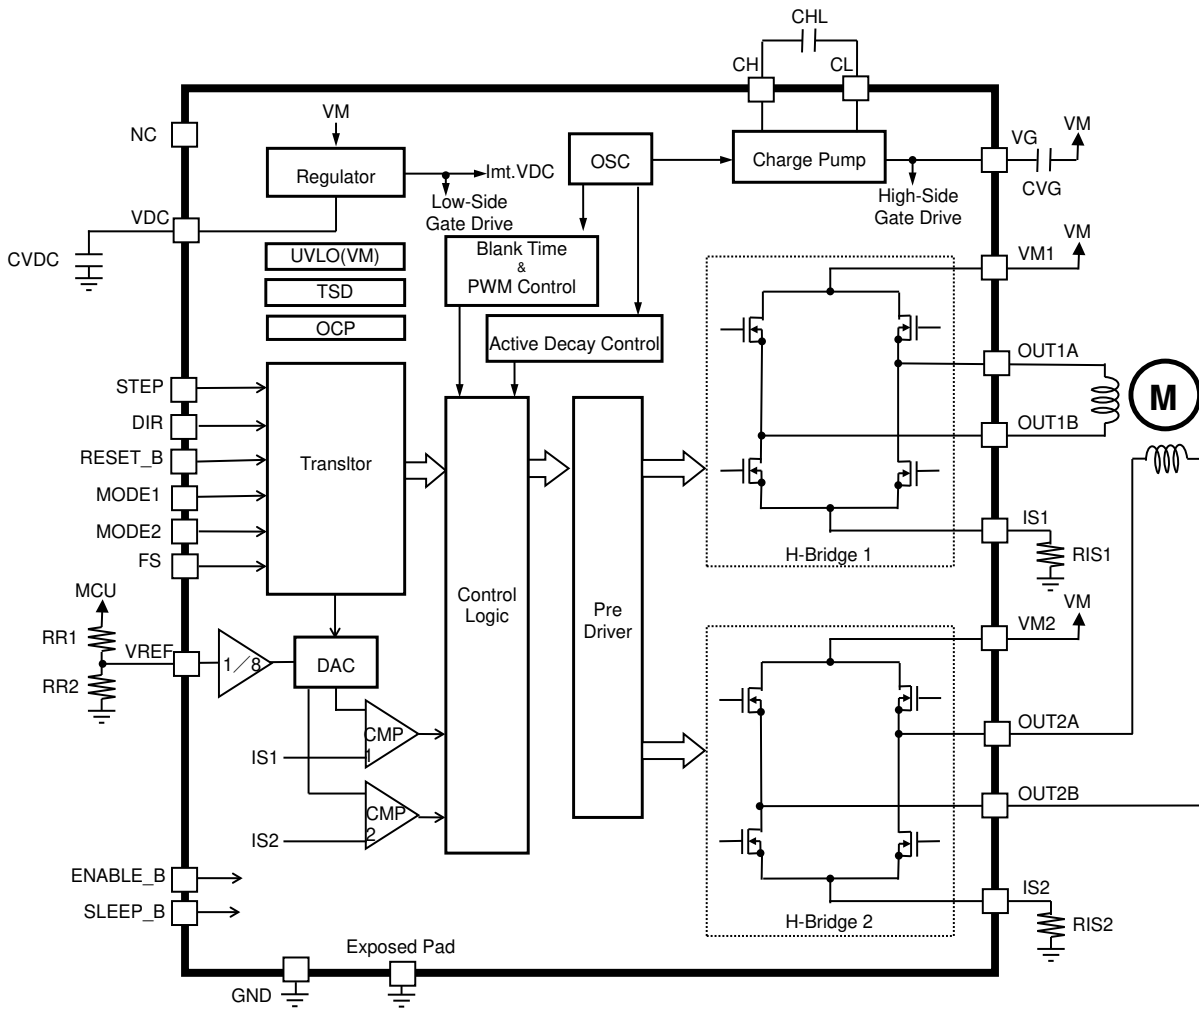 CHL
CH
CL
NC
VM
VG
VM
Regulator
Imt.VDC
OSC
Charge Pump
CVG
Low-Side
Gate Drive
High-Side
Gate Drive
VDC
CVDC
UVLO(VM)
TSD
OCP
Blank Time
&
PWM Control
Active Decay Control
VM1
VM
STEP
DIR
RESET_B
MODE1
MODE2
FS
Transltor
OUT1A
OUT1B
M
IS1
RIS1
H-Bridge 1
Control
Logic
Pre
Driver
MCU
RR1
RR2
VREF
1/8
DAC
VM2
VM
CMP
1
IS1
CMP
2
IS2
OUT2A
OUT2B
ENABLE_B
SLEEP_B
IS2
RIS2
H-Bridge 2
Exposed Pad
GND